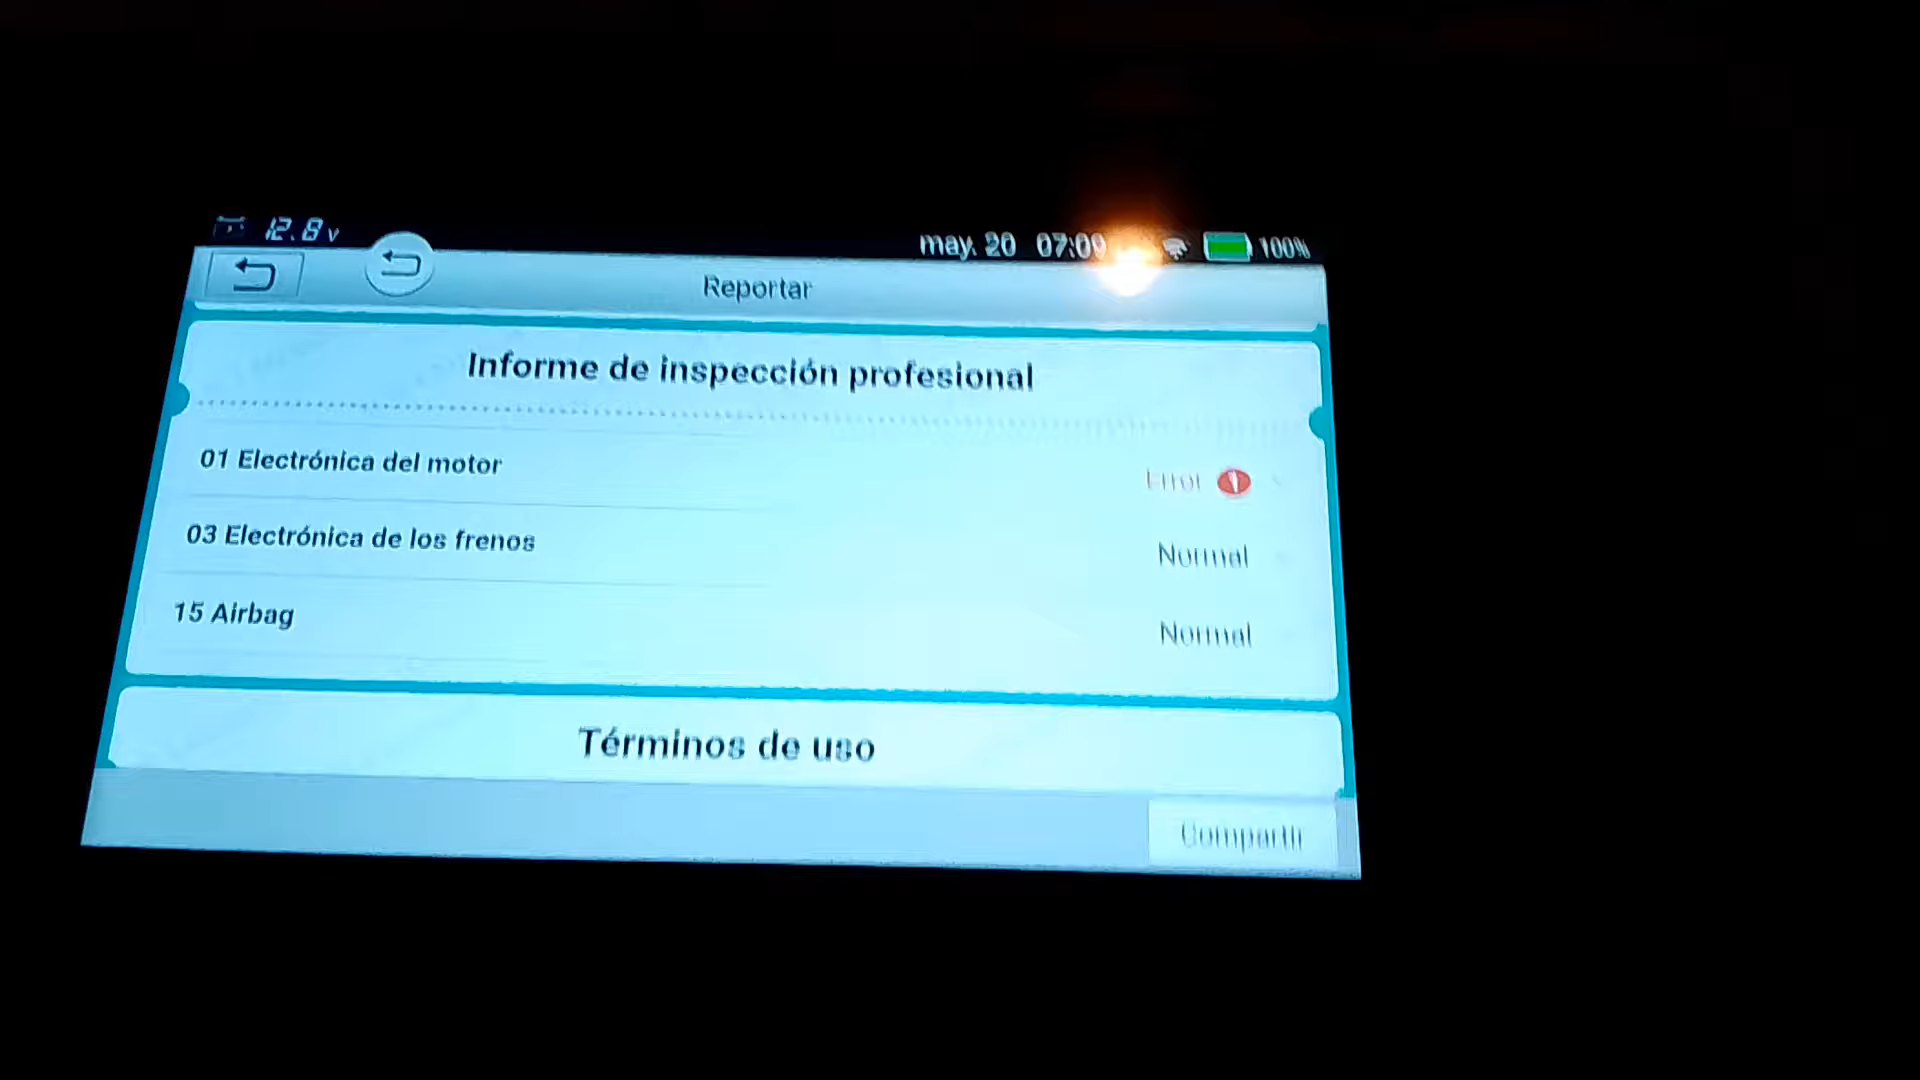 12.8 v
may. 20 07:09 100%
Reportar
Informe de inspección profesional
01 Electrónica del motor Error
03 Electrónica de los frenos Normal
15 Airbag Normal
Términos de uso
Compartir